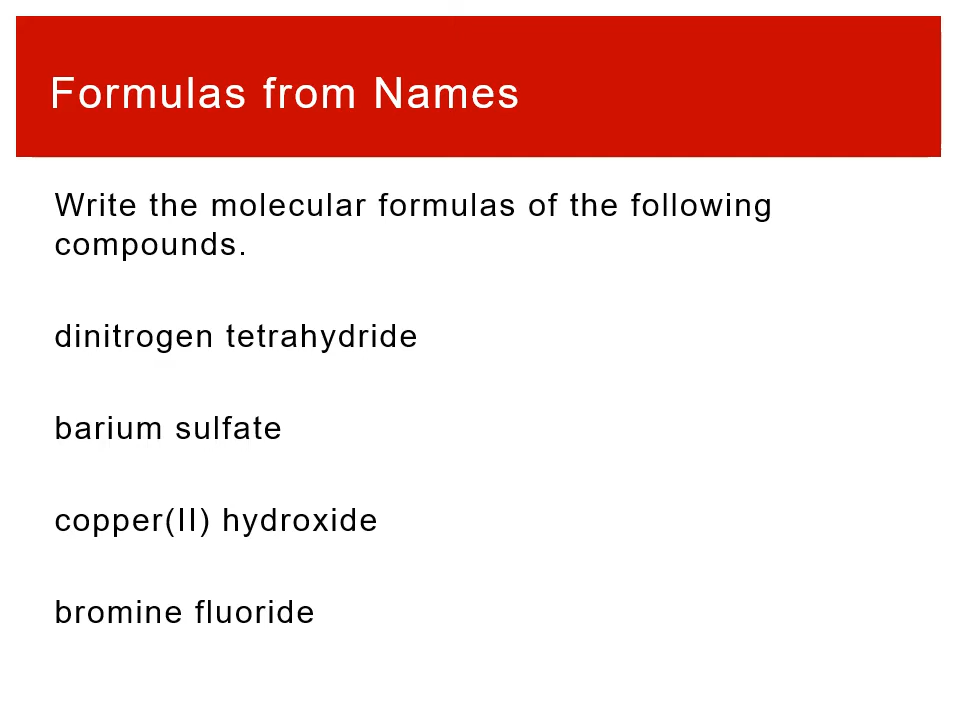 Formulas from Names
Write the molecular formulas of the following
compounds.
dinitrogen tetrahydride
barium sulfate
copper(II) hydroxide
bromine fluoride